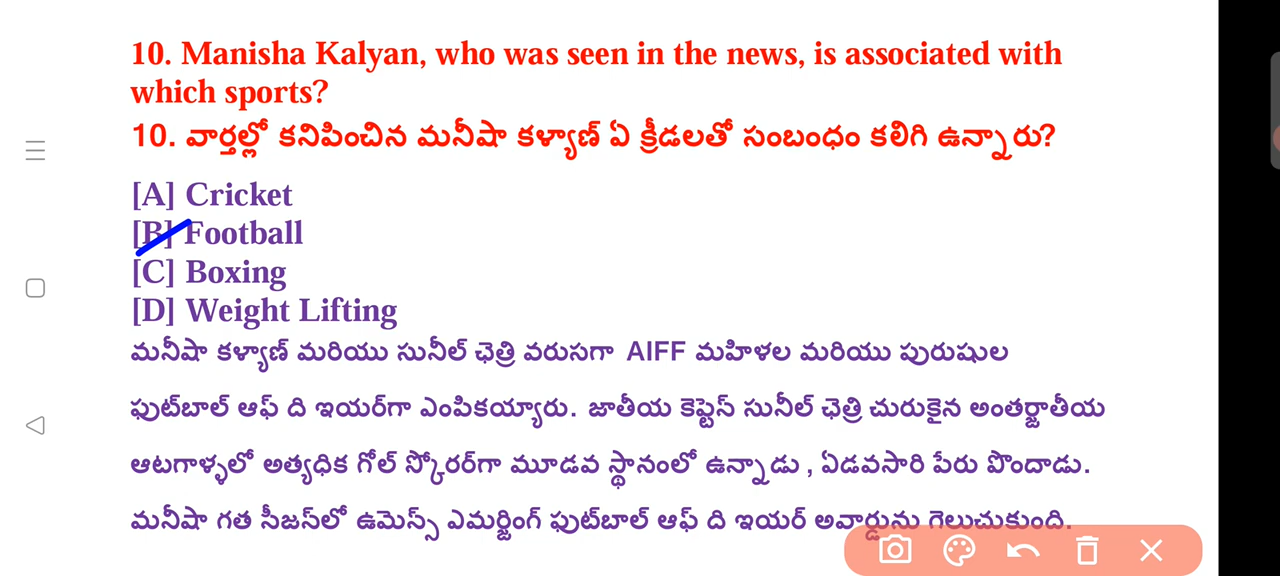 10. Manisha Kalyan, who was seen in the news, is associated with
which sports?
10. వార్తల్లో కనిపించిన మనీషా కళ్యాణ్ ఏ క్రీడలతో సంబంధం కలిగి ఉన్నారు?
[A] Cricket
[B] Football
[C] Boxing
[D] Weight Lifting
మనీషా కళ్యాణ్ మరియు సునీల్ ఛెత్రి వరుసగా AIFF మహిళల మరియు పురుషుల
ఫుట్‌బాల్ ఆఫ్ ది ఇయర్‌గా ఎంపికయ్యారు. జాతీయ కెప్టెన్ సునీల్ ఛెత్రి చురుకైన అంతర్జాతీయ
ఆటగాళ్ళలో అత్యధిక గోల్ స్కోరర్‌గా మూడవ స్థానంలో ఉన్నాడు , ఏడవసారి పేరు పొందాడు.
మనీషా గత సీజన్‌లో ఉమెన్స్ ఎమర్జింగ్ ఫుట్‌బాల్ ఆఫ్ ది ఇయర్ అవార్డును గెలుచుకుంది.